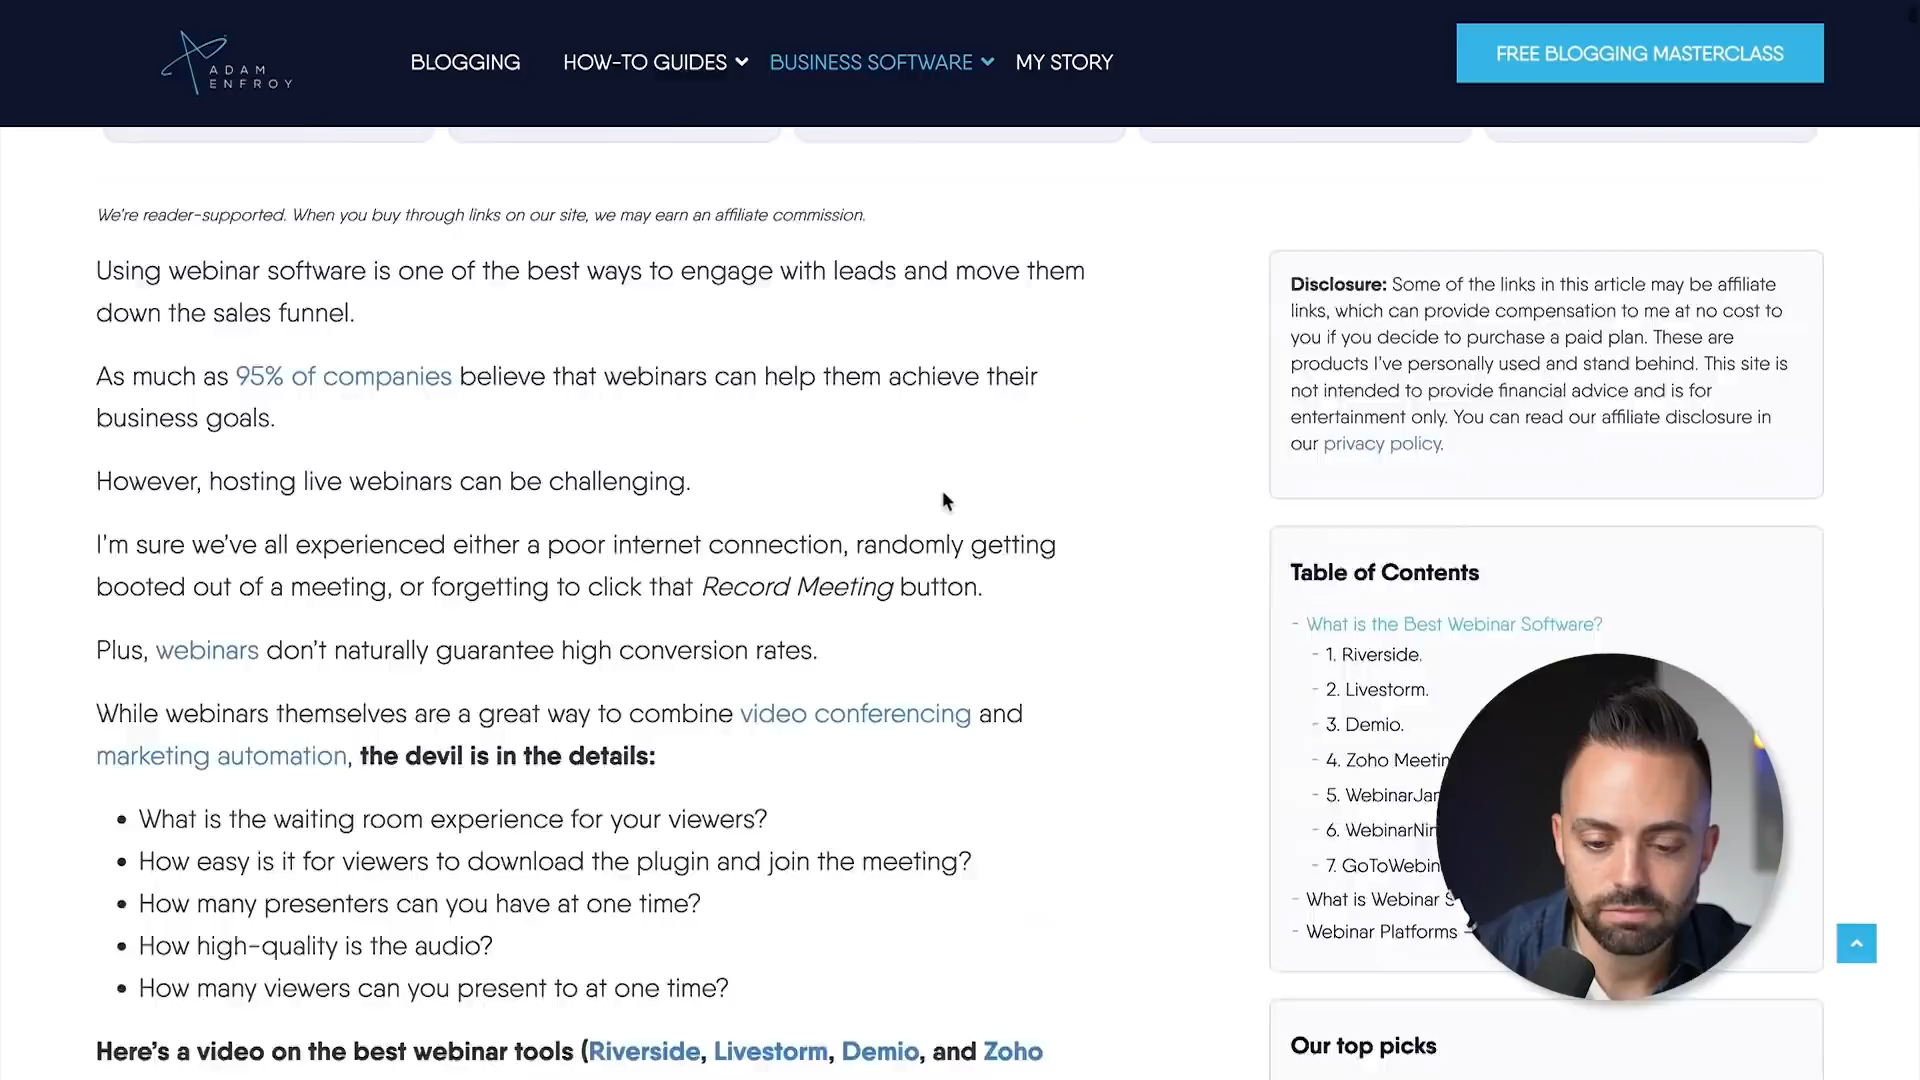 ADAM
ENFROY
BLOGGING
HOW-TO GUIDES
BUSINESS SOFTWARE
MY STORY
FREE BLOGGING MASTERCLASS
We're reader-supported. When you buy through links on our site, we may earn an affiliate commission.
Using webinar software is one of the best ways to engage with leads and move them
down the sales funnel.
As much as 95% of companies believe that webinars can help them achieve their
business goals.
However, hosting live webinars can be challenging.
I'm sure we've all experienced either a poor internet connection, randomly getting
booted out of a meeting, or forgetting to click that Record Meeting button.
Plus, webinars don't naturally guarantee high conversion rates.
While webinars themselves are a great way to combine video conferencing and
marketing automation, the devil is in the details:
• What is the waiting room experience for your viewers?
• How easy is it for viewers to download the plugin and join the meeting?
• How many presenters can you have at one time?
• How high-quality is the audio?
• How many viewers can you present to at one time?
Here's a video on the best webinar tools (Riverside, Livestorm, Demio, and Zoho
Disclosure: Some of the links in this article may be affiliate
links, which can provide compensation to me at no cost to
you if you decide to purchase a paid plan. These are
products I've personally used and stand behind. This site is
not intended to provide financial advice and is for
entertainment only. You can read our affiliate disclosure in
our privacy policy.
Table of Contents
- What is the Best Webinar Software?
- 1. Riverside.
- 2. Livestorm.
- 3. Demio.
- 4. Zoho Meetin
- 5. WebinarJar
- 6. WebinarNin
- 7. GoToWebin
- What is Webinar S
- Webinar Platforms -
Our top picks